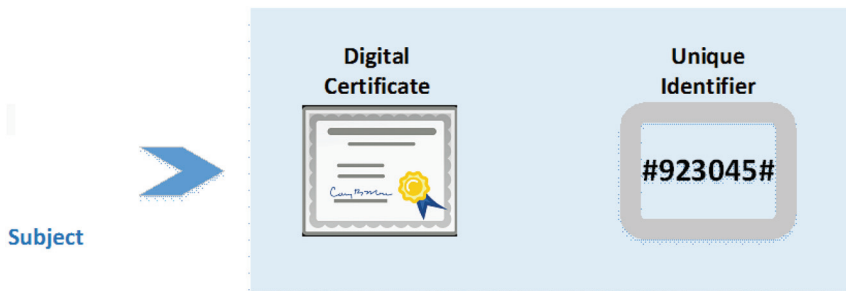 Digital
Certificate
Unique
Identifier
#923045#
Subject